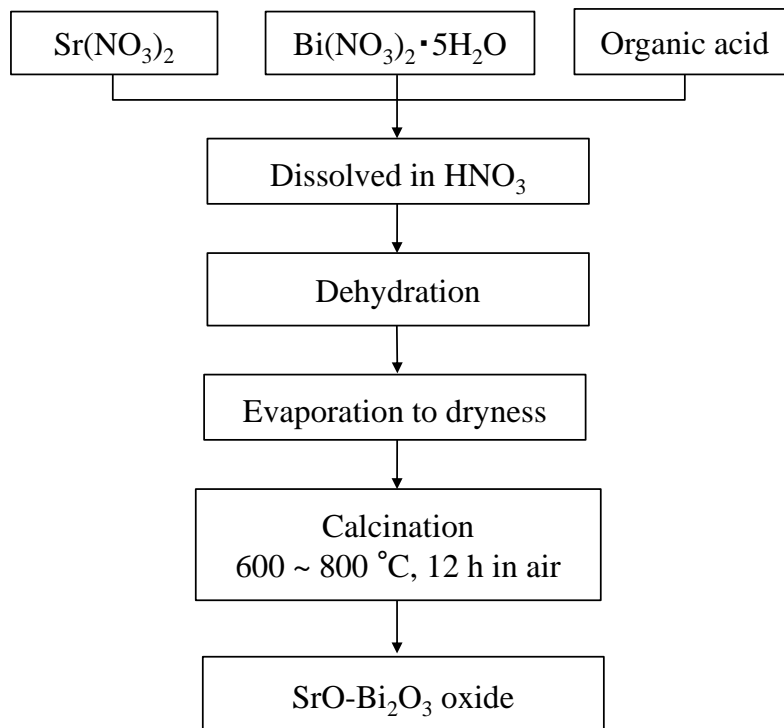 Sr(NO₃)₂
Bi(NO₃)₂・5H₂O
Organic acid
Dissolved in HNO₃
Dehydration
Evaporation to dryness
Calcination
600 ~ 800 ˚C, 12 h in air
SrO-Bi₂O₃ oxide